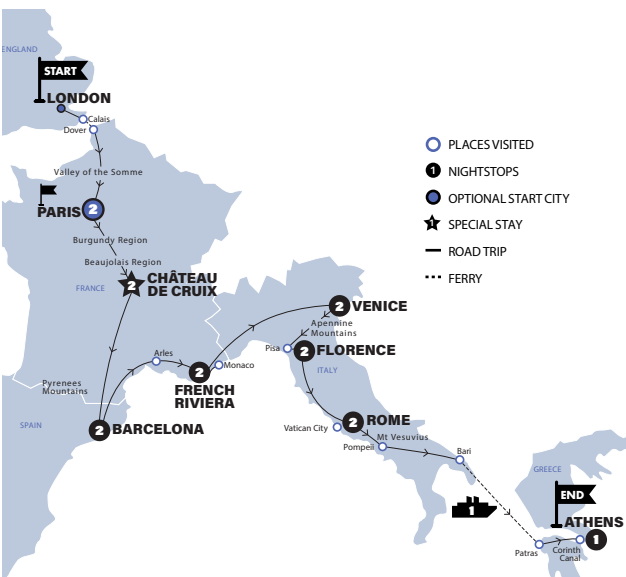 ENGLAND
START
LONDON
Calais
Dover
Valley of the Somme
PARIS
2
Burgundy Region
Beaujolais Region
FRANCE
2
CHÂTEAU
DE CRUIX
Arles
Pyrenees
Mountains
SPAIN
2
BARCELONA
2
FRENCH
RIVIERA
Monaco
2
VENICE
Apennine
Mountains
Pisa
2
FLORENCE
ITALY
Vatican City
2
ROME
Mt Vesuvius
Pompeii
Bari
1
GREECE
END
ATHENS
1
Patras
Corinth
Canal
PLACES VISITED
1 NIGHTSTOPS
OPTIONAL START CITY
1 SPECIAL STAY
ROAD TRIP
FERRY